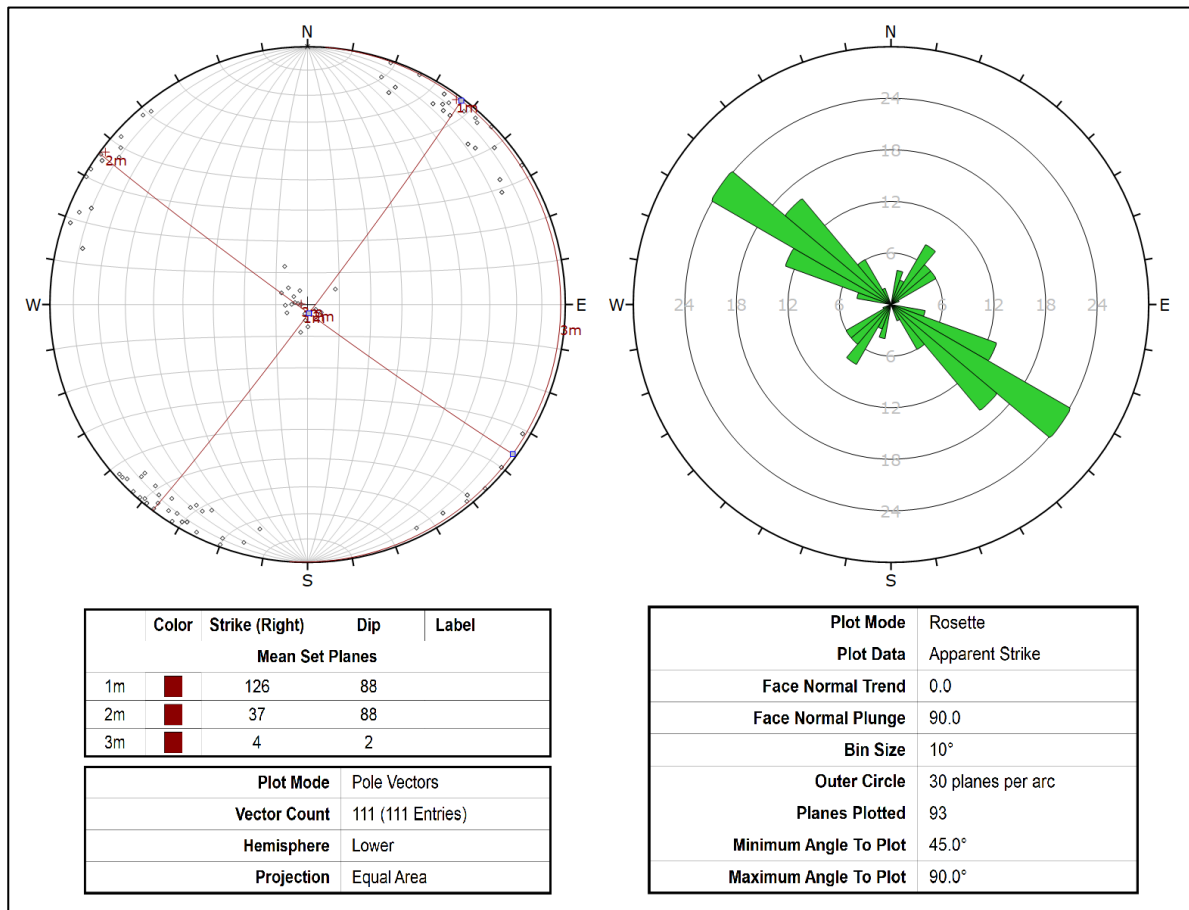 N
1m
2m
W
E
3m
1m
2m
S
N
24
18
12
6
W
24
18
12
6
6
12
18
24
E
6
12
18
24
S
Color Strike (Right) Dip Label
Mean Set Planes
1m 126 88
2m 37 88
3m 4 2
Plot Mode Pole Vectors
Vector Count 111 (111 Entries)
Hemisphere Lower
Projection Equal Area
Plot Mode Rosette
Plot Data Apparent Strike
Face Normal Trend 0.0
Face Normal Plunge 90.0
Bin Size 10°
Outer Circle 30 planes per arc
Planes Plotted 93
Minimum Angle To Plot 45.0°
Maximum Angle To Plot 90.0°